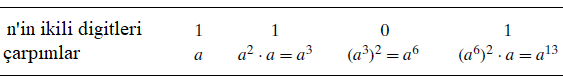 n'in ikili digitleri 1 1 0 1
çarpımlar a a² · a = a³ (a³)² = a⁶ (a⁶)² · a = a¹³